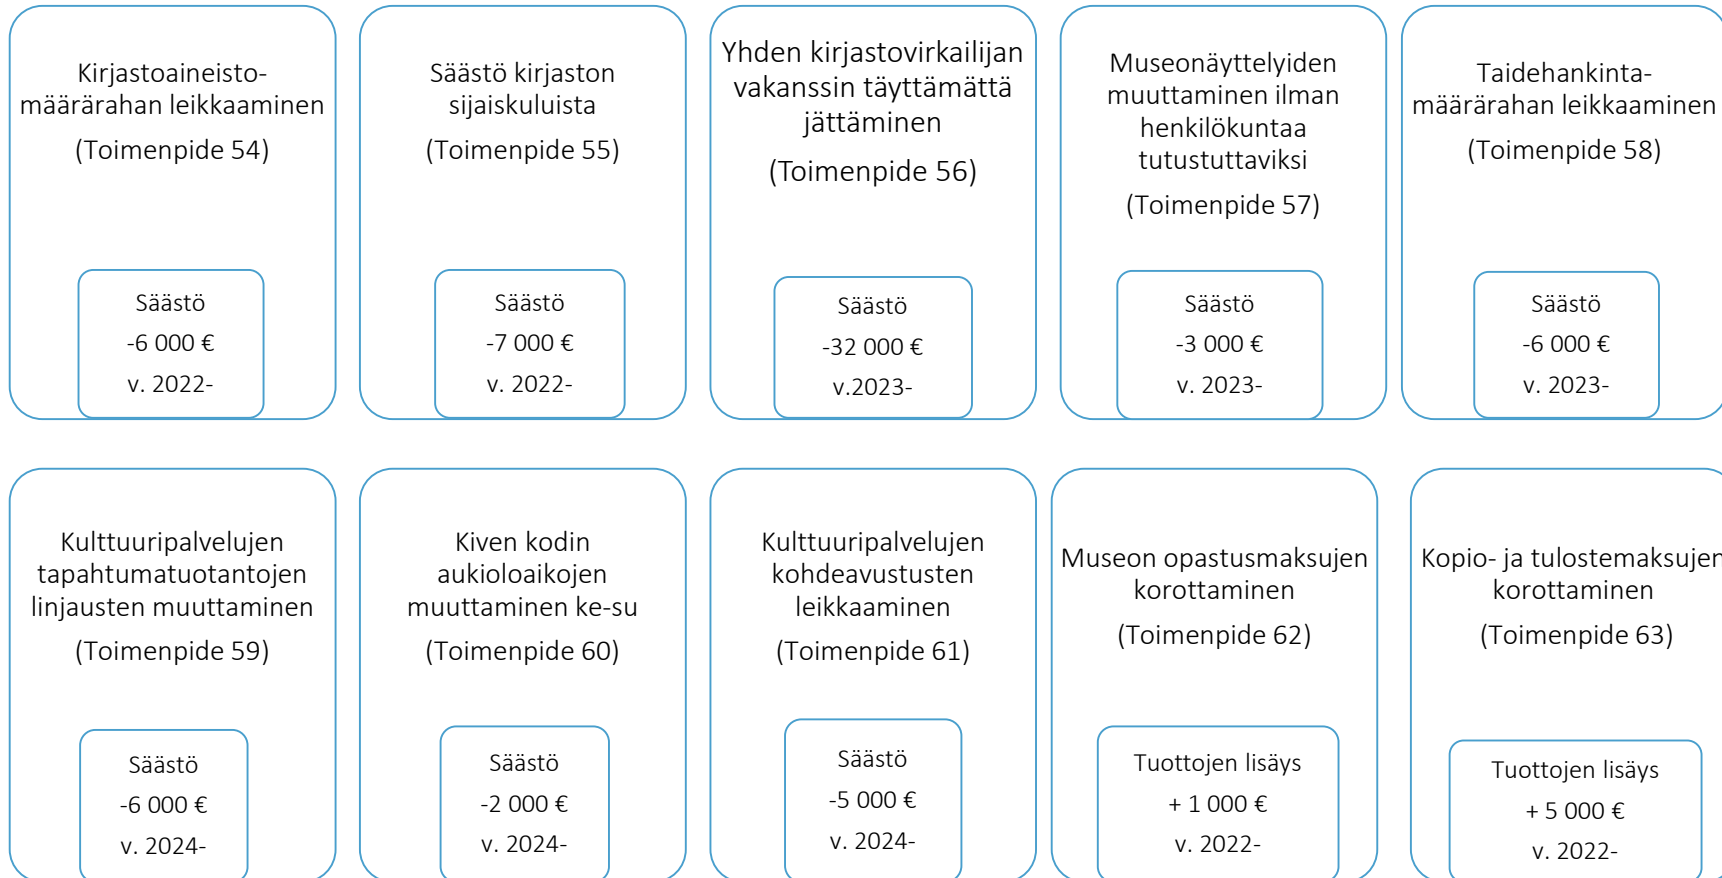 Kirjastoaineisto-
määrärahan leikkaaminen
(Toimenpide 54)
Säästö
-6 000 €
v. 2022-
Säästö kirjaston
sijaiskuluista
(Toimenpide 55)
Säästö
-7 000 €
v. 2022-
Yhden kirjastovirkailijan
vakanssin täyttämättä
jättäminen
(Toimenpide 56)
Säästö
-32 000 €
v.2023-
Museonäyttelyiden
muuttaminen ilman
henkilökuntaa
tutustuttaviksi
(Toimenpide 57)
Säästö
-3 000 €
v. 2023-
Taidehankinta-
määrärahan leikkaaminen
(Toimenpide 58)
Säästö
-6 000 €
v. 2023-
Kulttuuripalvelujen
tapahtumatuotantojen
linjausten muuttaminen
(Toimenpide 59)
Säästö
-6 000 €
v. 2024-
Kiven kodin
aukioloaikojen
muuttaminen ke-su
(Toimenpide 60)
Säästö
-2 000 €
v. 2024-
Kulttuuripalvelujen
kohdeavustusten
leikkaaminen
(Toimenpide 61)
Säästö
-5 000 €
v. 2024-
Museon opastusmaksujen
korottaminen
(Toimenpide 62)
Tuottojen lisäys
+ 1 000 €
v. 2022-
Kopio- ja tulostemaksujen
korottaminen
(Toimenpide 63)
Tuottojen lisäys
+ 5 000 €
v. 2022-